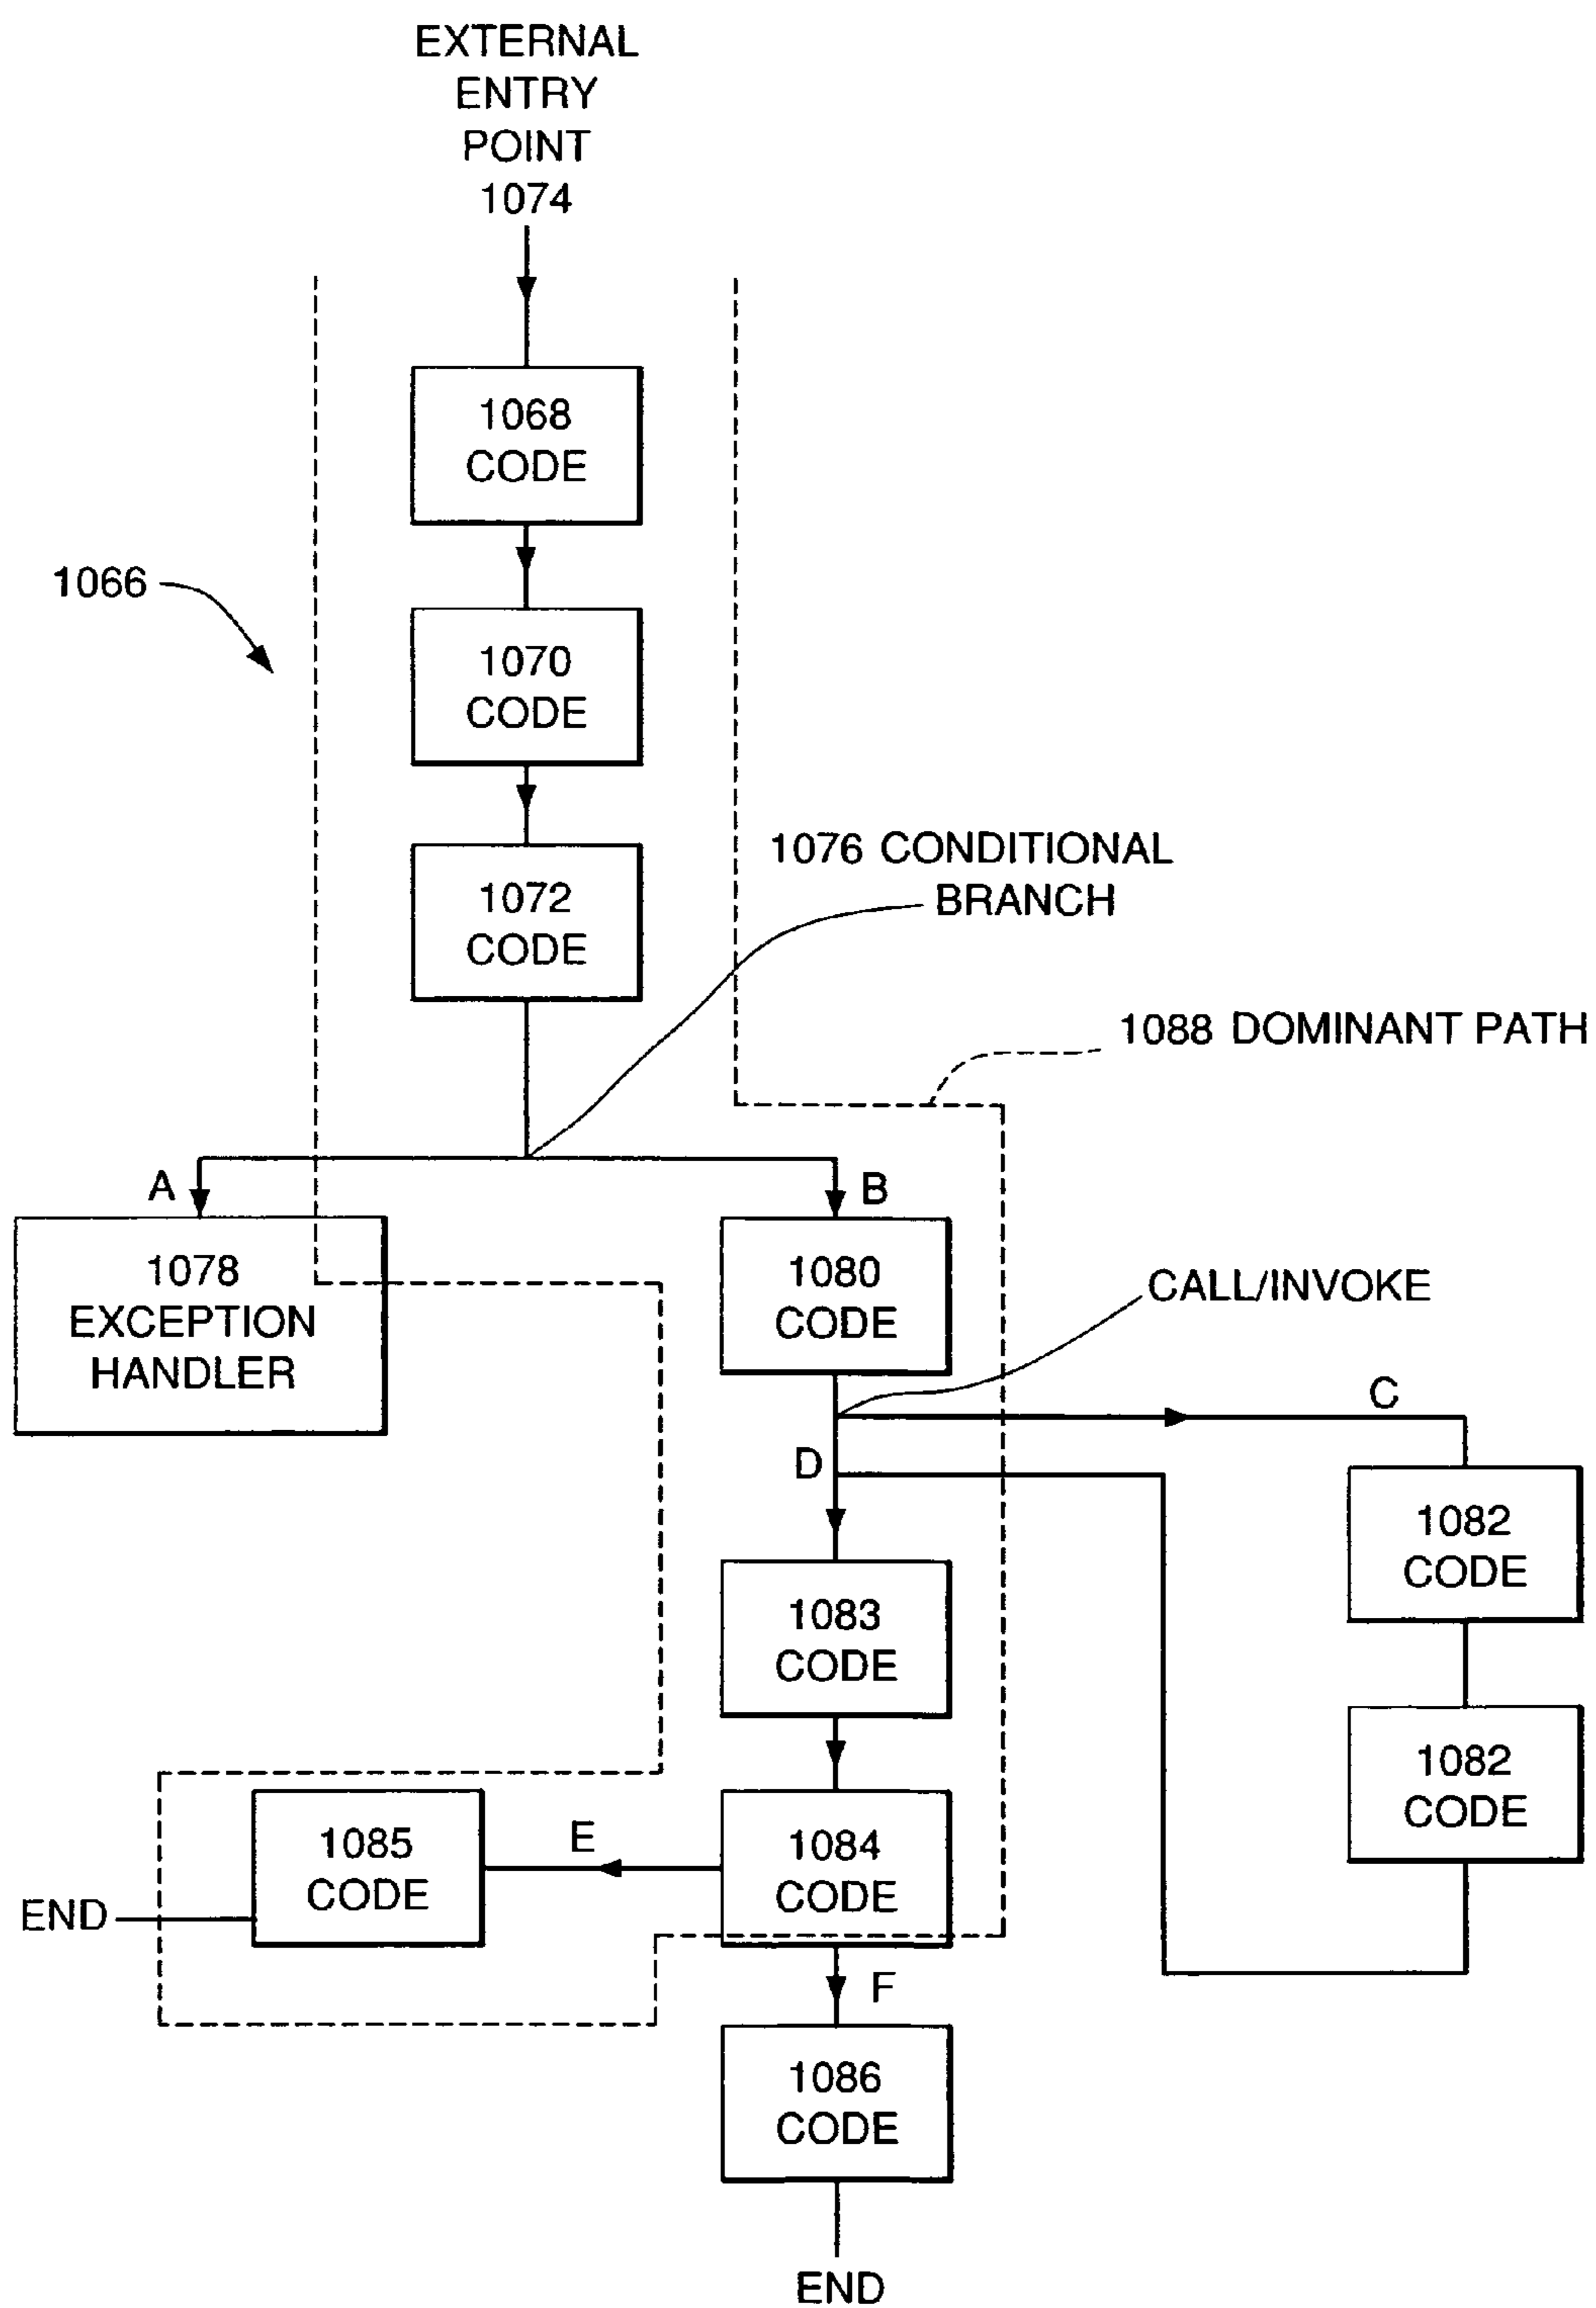 EXTERNAL
ENTRY
POINT
1074
1068
CODE
1066
1070
CODE
1076 CONDITIONAL
BRANCH
1072
CODE
1088 DOMINANT PATH
A
B
1078
EXCEPTION
HANDLER
1080
CODE
CALL/INVOKE
C
D
1082
CODE
1083
CODE
1082
CODE
1085
CODE
E
1084
CODE
END
F
1086
CODE
END